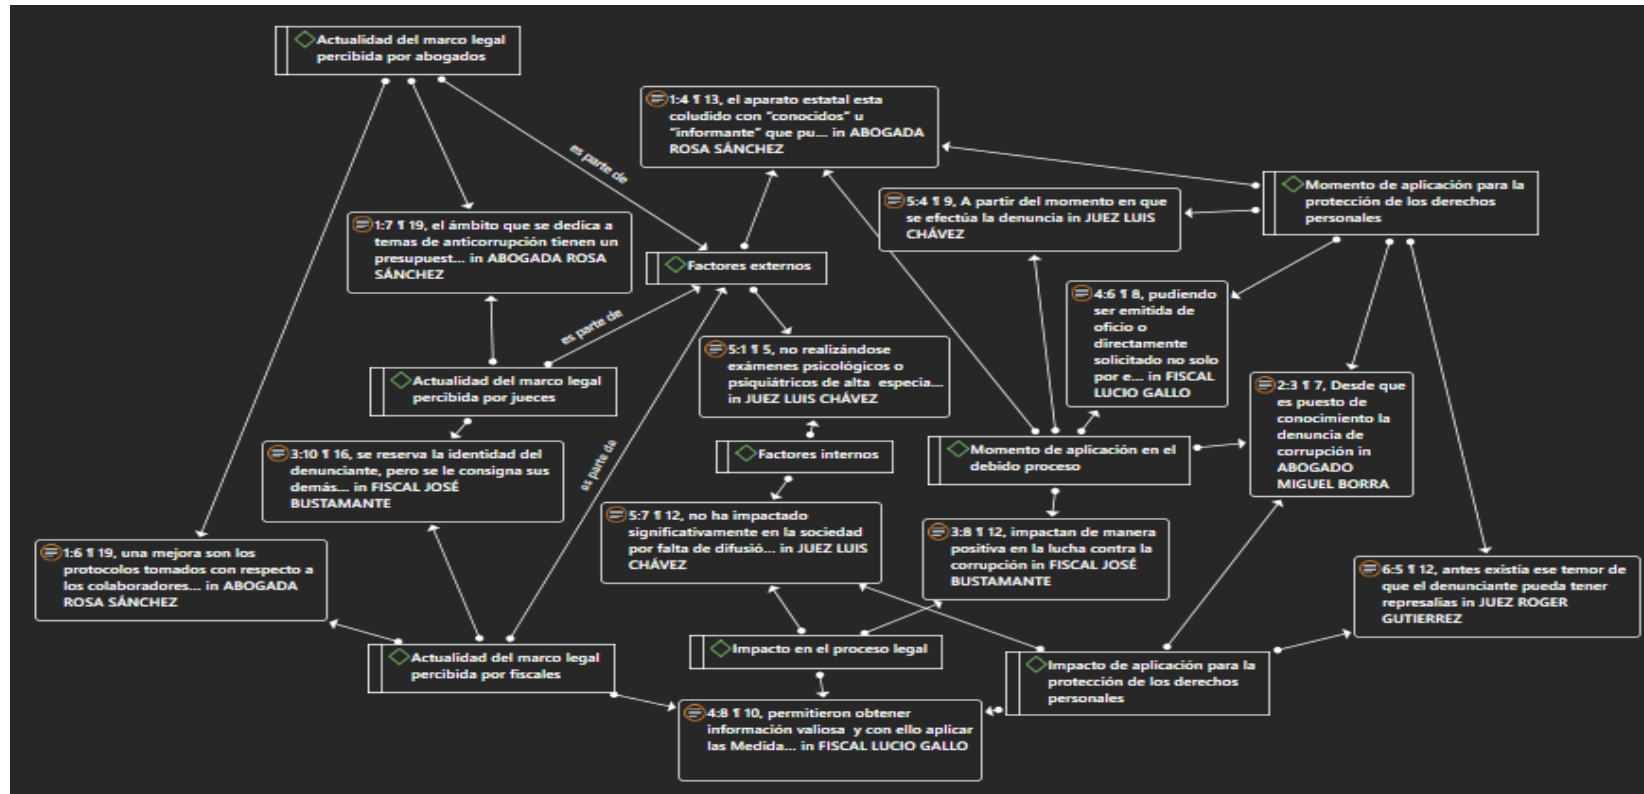 Actualidad del marco legal
percibida por abogados
1:4 ¶ 13, el aparato estatal esta
coludido con "conocidos" u
"informante" que pu... in ABOGADA
ROSA SÁNCHEZ
es parte de
Momento de aplicación para la
protección de los derechos
personales
5:4 ¶ 9, A partir del momento en que
se efectúa la denuncia in JUEZ LUIS
CHÁVEZ
1:7 ¶ 19, el ámbito que se dedica a
temas de anticorrupción tienen un
presupuest... in ABOGADA ROSA
SÁNCHEZ
Factores externos
4:6 ¶ 8, pudiendo
ser emitida de
oficio o
directamente
solicitado no solo
por e... in FISCAL
LUCIO GALLO
es parte de
5:1 ¶ 5, no realizándose
exámenes psicológicos o
psiquiátricos de alta especia...
in JUEZ LUIS CHÁVEZ
Actualidad del marco legal
percibida por jueces
2:3 ¶ 7, Desde que
es puesto de
conocimiento la
denuncia de
corrupción in
ABOGADO
MIGUEL BORRA
3:10 ¶ 16, se reserva la identidad del
denunciante, pero se le consigna sus
demás... in FISCAL JOSÉ
BUSTAMANTE
es parte de
Factores internos
Momento de aplicación en el
debido proceso
5:7 ¶ 12, no ha impactado
significativamente en la sociedad
por falta de difusió... in JUEZ LUIS
CHÁVEZ
3:8 ¶ 12, impactan de manera
positiva en la lucha contra la
corrupción in FISCAL JOSÉ
BUSTAMANTE
1:6 ¶ 19, una mejora son los
protocolos tomados con respecto a
los colaboradores... in ABOGADA
ROSA SÁNCHEZ
6:5 ¶ 12, antes existía ese temor de
que el denunciante pueda tener
represalias in JUEZ ROGER
GUTIERREZ
Actualidad del marco legal
percibida por fiscales
Impacto en el proceso legal
Impacto de aplicación para la
protección de los derechos
personales
4:8 ¶ 10, permitieron obtener
información valiosa y con ello aplicar
las Medida... in FISCAL LUCIO GALLO